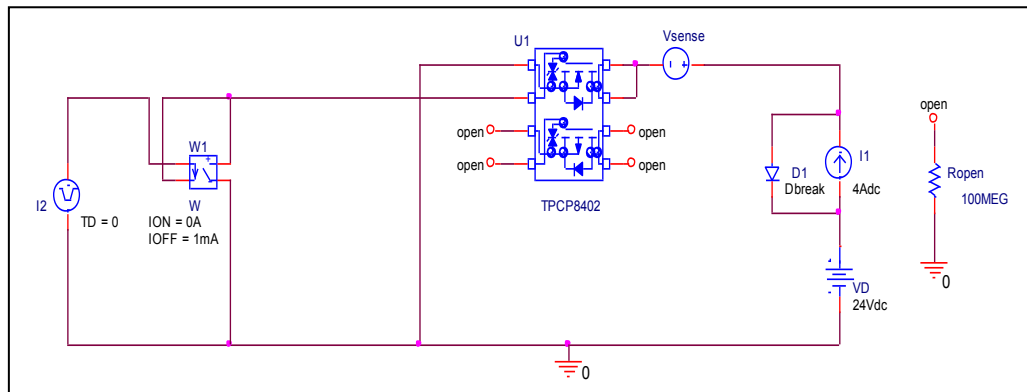 U1
Vsense
- +
open
open
open
open
TPCP8402
W1
+
-
W
ION = 0A
IOFF = 1mA
I2
TD = 0
D1
Dbreak
I1
4Adc
VD
24Vdc
open
Ropen
100MEG
0
0